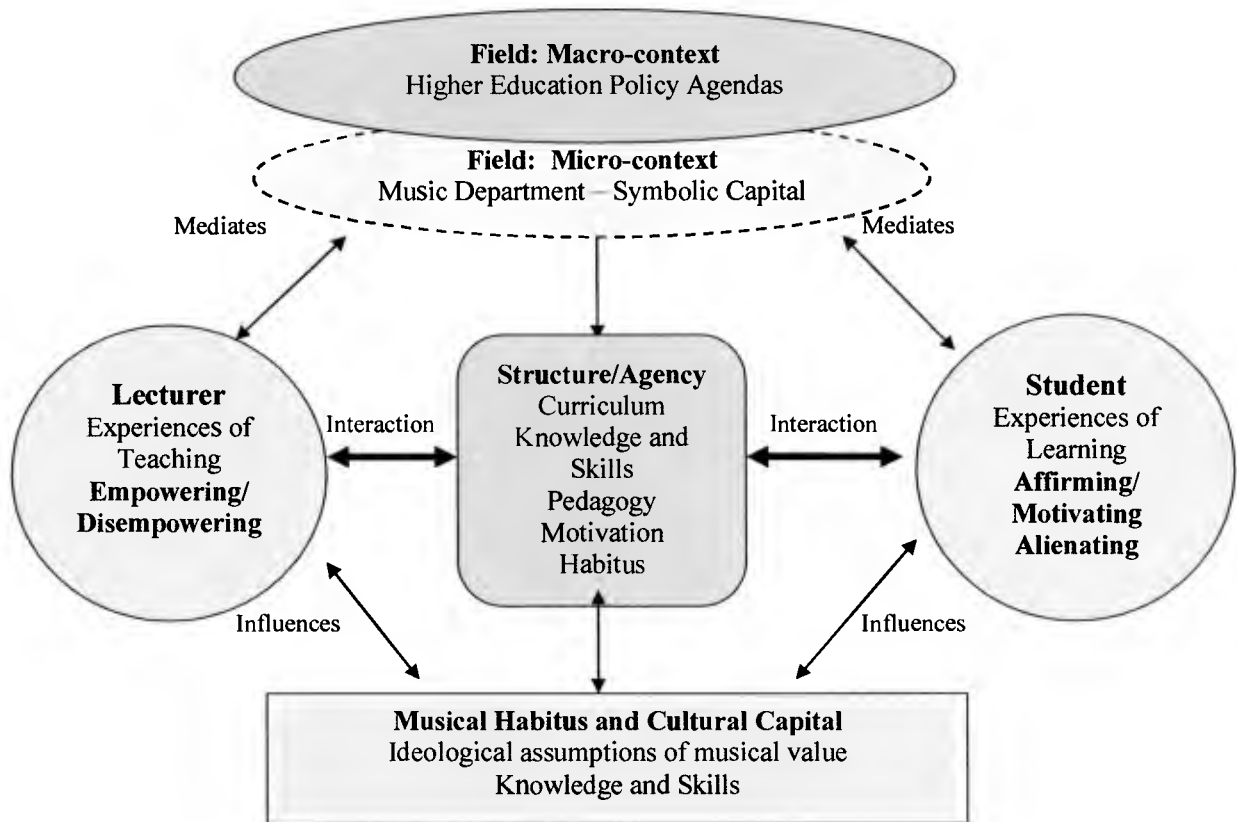 Field: Macro-context
Higher Education Policy Agendas
Field: Micro-context
Music Department – Symbolic Capital
Mediates
Mediates
Lecturer
Experiences of
Teaching
Empowering/
Disempowering
Interaction
Structure/Agency
Curriculum
Knowledge and
Skills
Pedagogy
Motivation
Habitus
Interaction
Student
Experiences of
Learning
Affirming/
Motivating
Alienating
Influences
Influences
Musical Habitus and Cultural Capital
Ideological assumptions of musical value
Knowledge and Skills